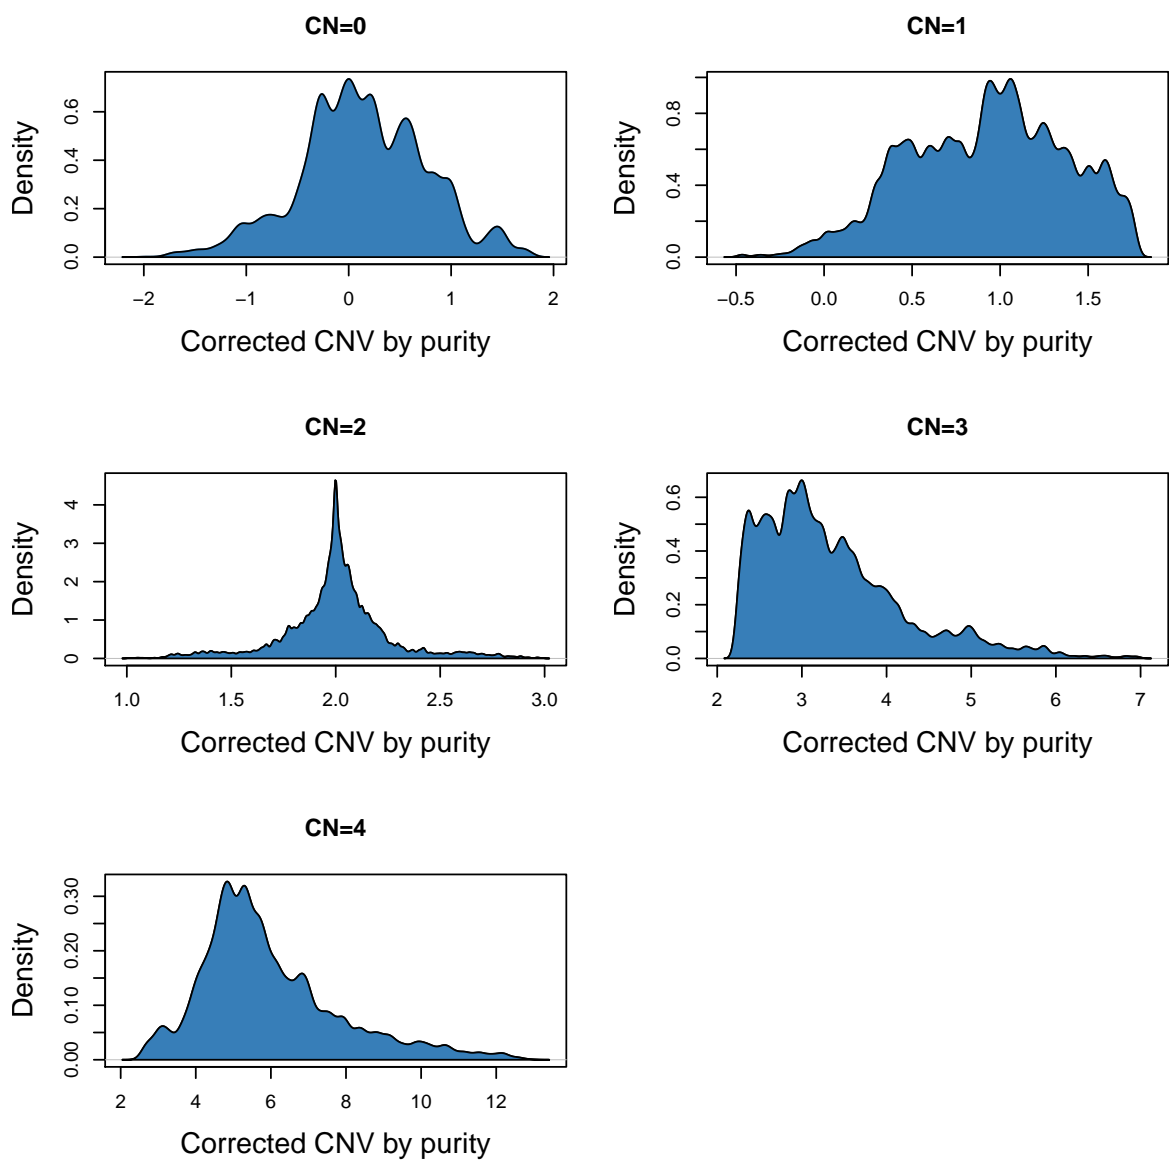 CN=0
Density
0.0 0.2 0.4 0.6
−2 −1 0 1 2
Corrected CNV by purity
CN=1
Density
0.0 0.4 0.8
−0.5 0.0 0.5 1.0 1.5
Corrected CNV by purity
CN=2
Density
0 1 2 3 4
1.0 1.5 2.0 2.5 3.0
Corrected CNV by purity
CN=3
Density
0.0 0.2 0.4 0.6
2 3 4 5 6 7
Corrected CNV by purity
CN=4
Density
0.00 0.10 0.20 0.30
2 4 6 8 10 12
Corrected CNV by purity